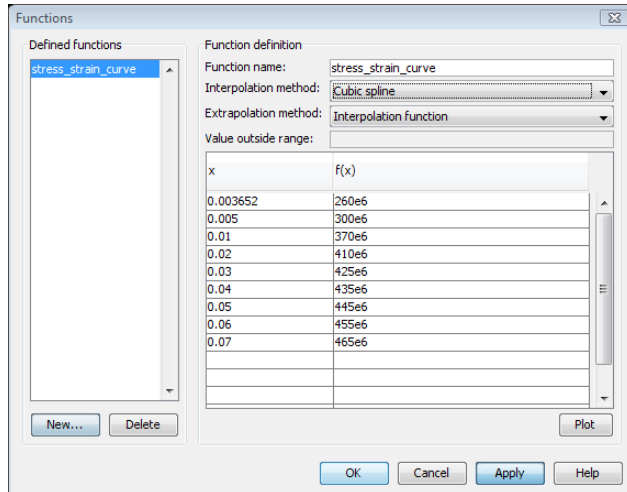 Functions
Defined functions
stress_strain_curve
New...
Delete
Function definition
Function name: stress_strain_curve
Interpolation method: Cubic spline
Extrapolation method: Interpolation function
Value outside range:
x f(x)
0.003652 260e6
0.005 300e6
0.01 370e6
0.02 410e6
0.03 425e6
0.04 435e6
0.05 445e6
0.06 455e6
0.07 465e6
Plot
OK Cancel Apply Help